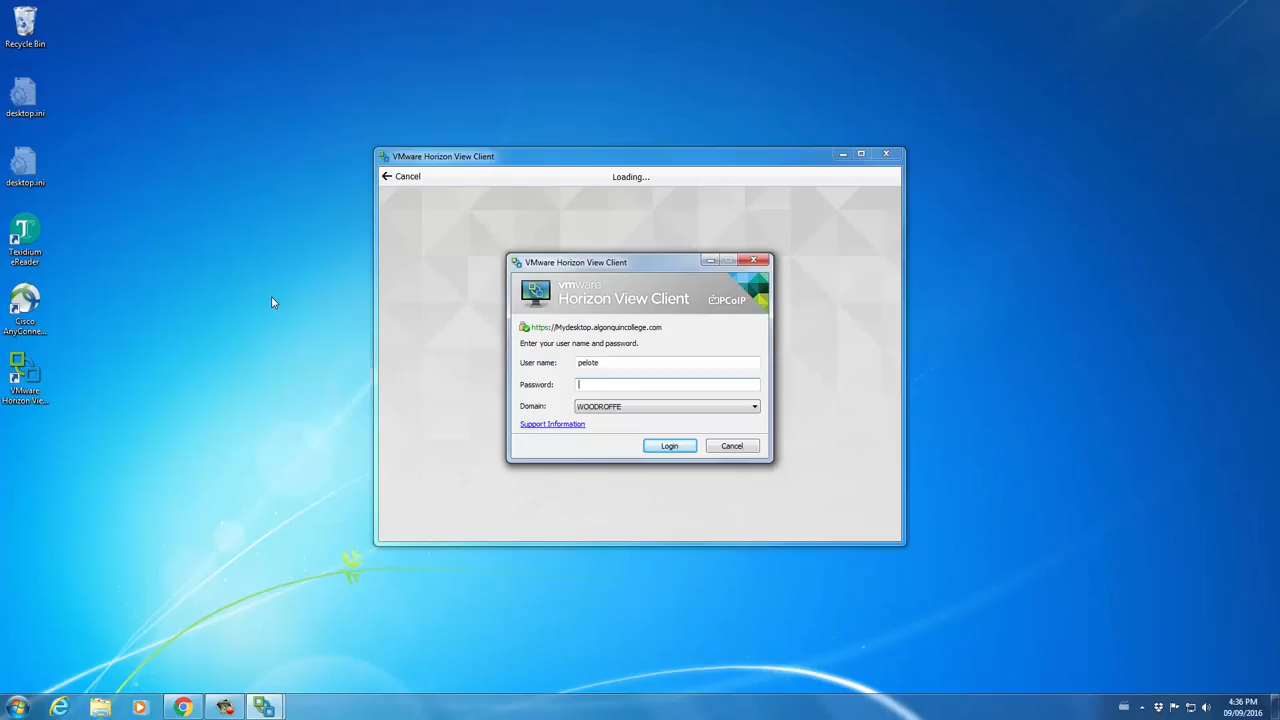 Recycle Bin
desktop.ini
desktop.ini
Texidium
eReader
Cisco
AnyConne...
VMware
Horizon Vie...
VMware Horizon View Client
Cancel
Loading...
VMware Horizon View Client
vmware
Horizon View Client
PCoIP
https://Mydesktop.algonquincollege.com
Enter your user name and password.
User name:
pelote
Password:
Domain:
WOODROFFE
Support Information
Login
Cancel
4:36 PM
09/09/2016